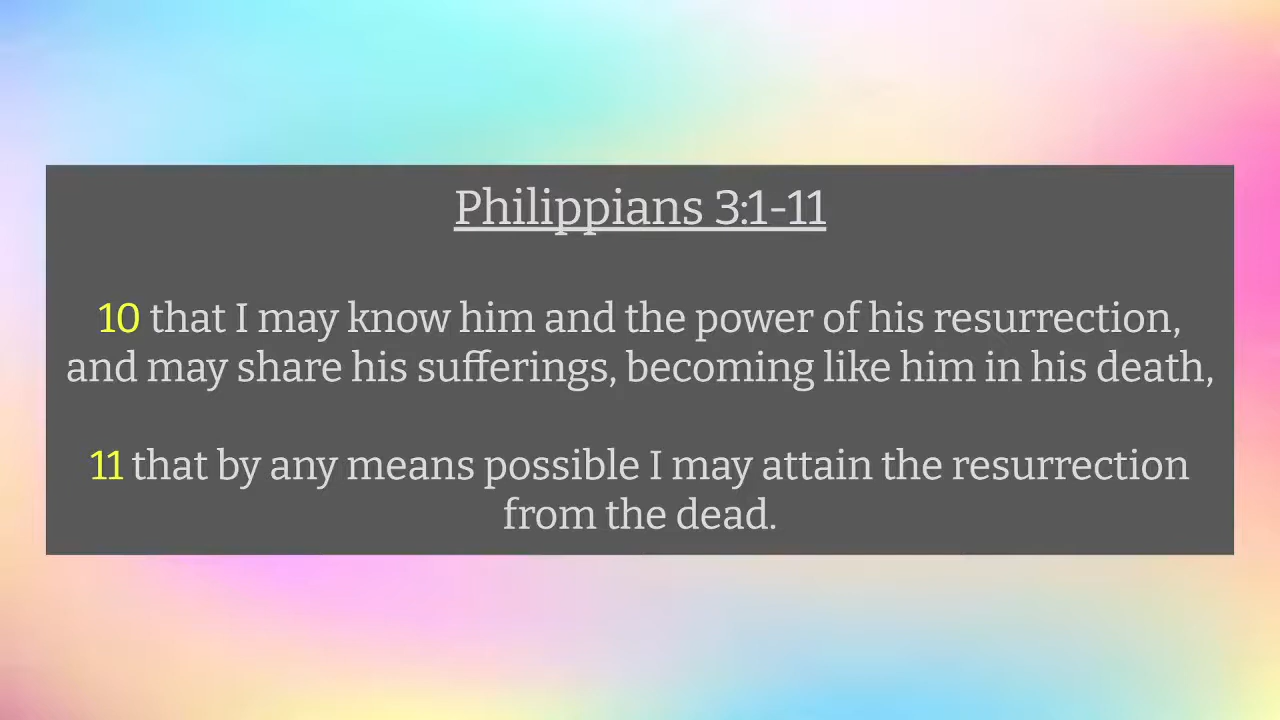 Philippians 3:1-11
10 that I may know him and the power of his resurrection,
and may share his sufferings, becoming like him in his death,
11 that by any means possible I may attain the resurrection
from the dead.